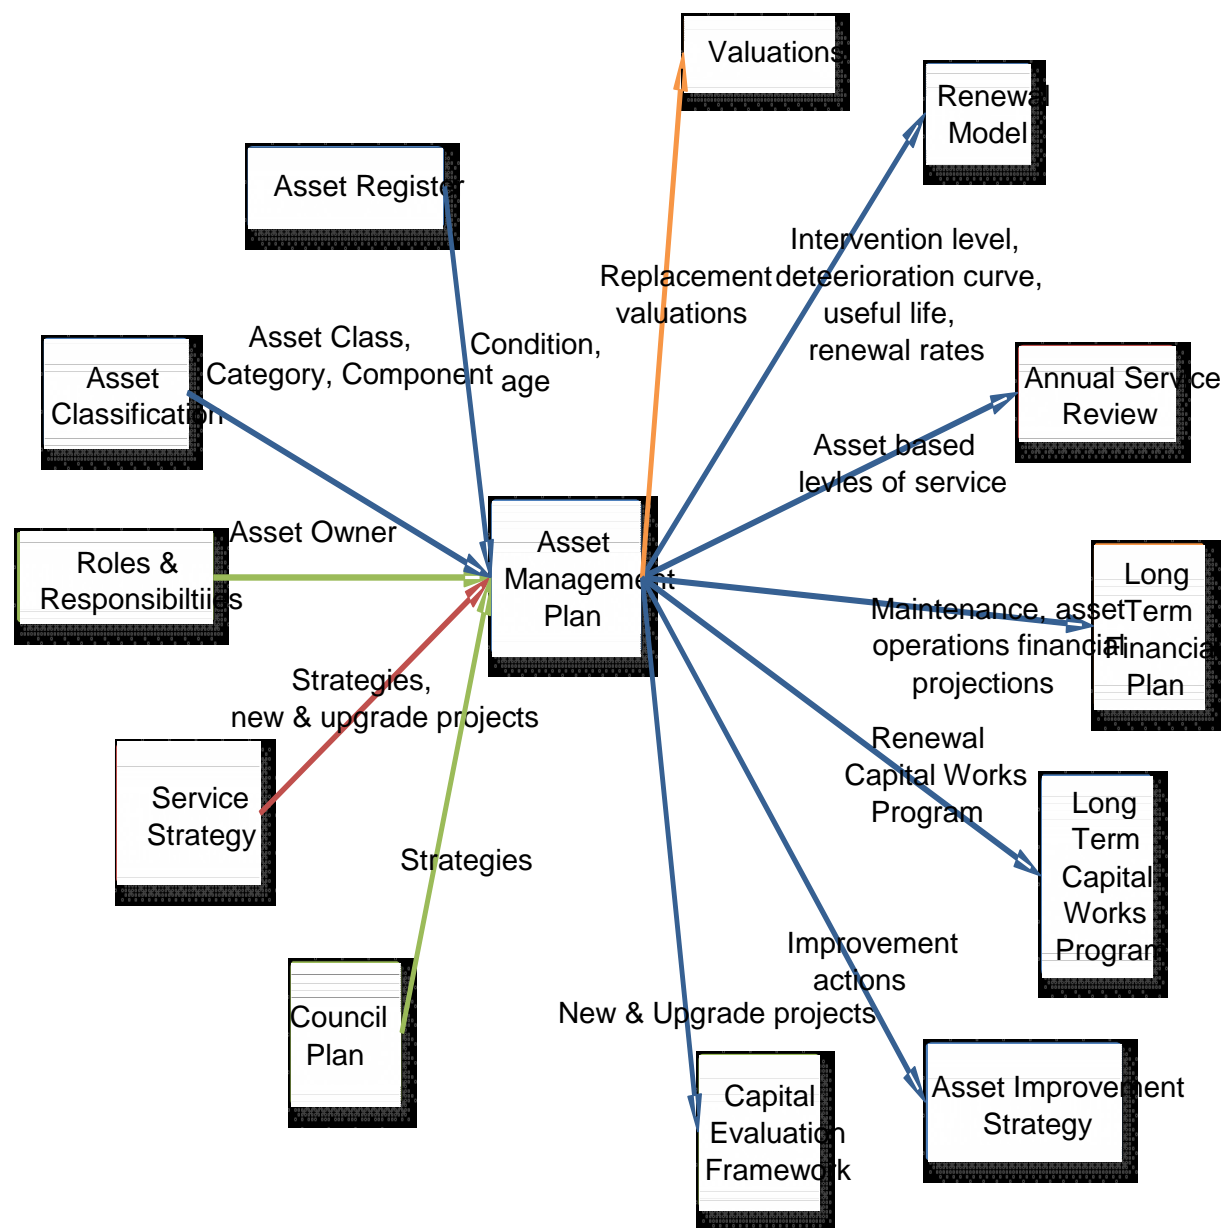 Valuations
Renewal
Model
Asset Register
Intervention level,
deteerioration curve,
useful life,
renewal rates
Replacement
valuations
Asset Class,
Category, Component
Condition,
age
Asset
Classification
Annual Service
Review
Asset based
levles of service
Asset Owner
Roles &
Responsibiltiies
Asset
Management
Plan
Long
Term
Financial
Plan
Maintenance, asset
operations financial
projections
Strategies,
new & upgrade projects
Renewal
Capital Works
Program
Service
Strategy
Long
Term
Capital
Works
Program
Strategies
Improvement
actions
New & Upgrade projects
Council
Plan
Capital
Evaluation
Framework
Asset Improvement
Strategy